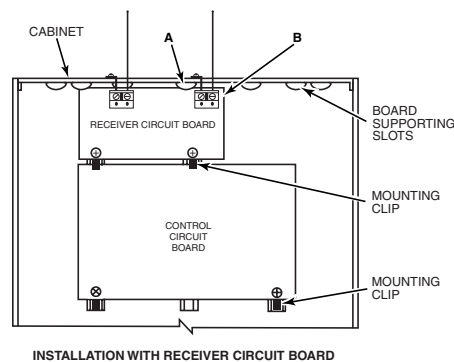 CABINET
A
B
RECEIVER CIRCUIT BOARD
BOARD
SUPPORTING
SLOTS
MOUNTING
CLIP
CONTROL
CIRCUIT
BOARD
MOUNTING
CLIP
INSTALLATION WITH RECEIVER CIRCUIT BOARD